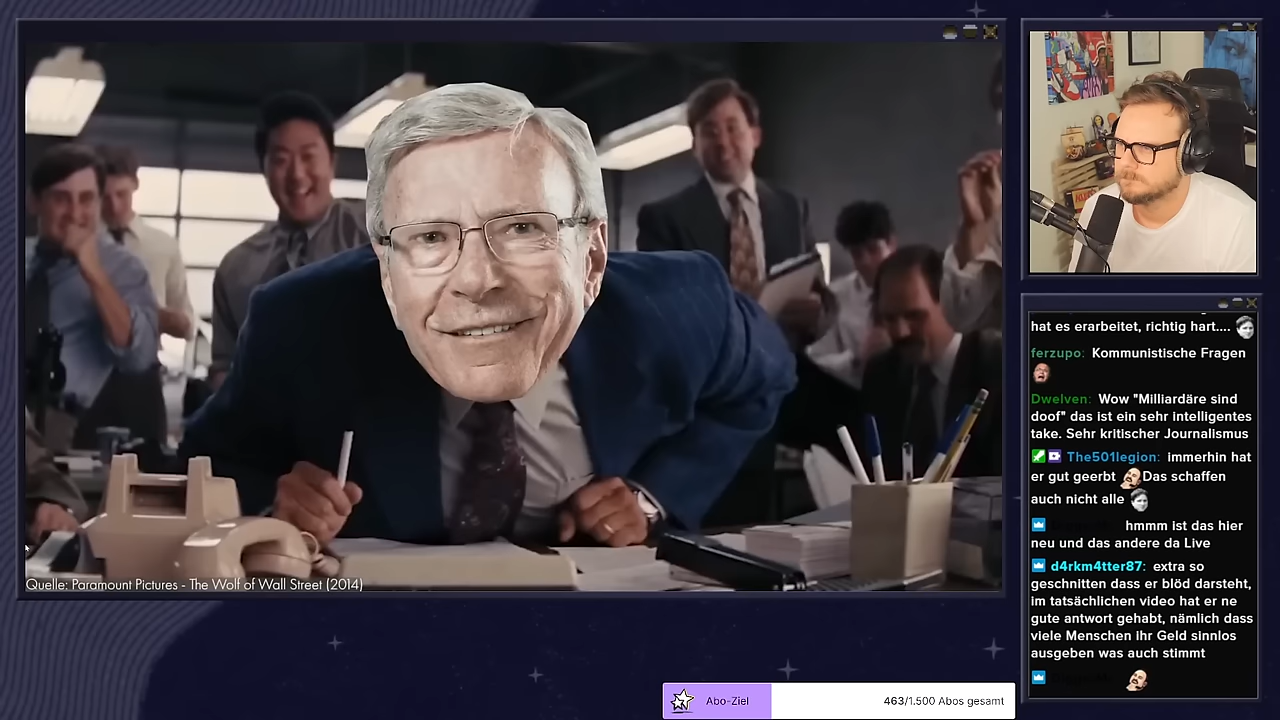 Quelle: Paramount Pictures - The Wolf of Wall Street (2014)
hat es erarbeitet, richtig hart....
ferzupo: Kommunistische Fragen
Dwelven: Wow "Milliardäre sind
doof" das ist ein sehr intelligentes
take. Sehr kritischer Journalismus
The501legion: immerhin hat
er gut geerbt Das schaffen
auch nicht alle
hmmm ist das hier
neu und das andere da Live
d4rkm4tter87: extra so
geschnitten dass er blöd darsteht,
im tatsächlichen video hat er ne
gute antwort gehabt, nämlich dass
viele Menschen ihr Geld sinnlos
ausgeben was auch stimmt
Abo-Ziel 463/1.500 Abos gesamt